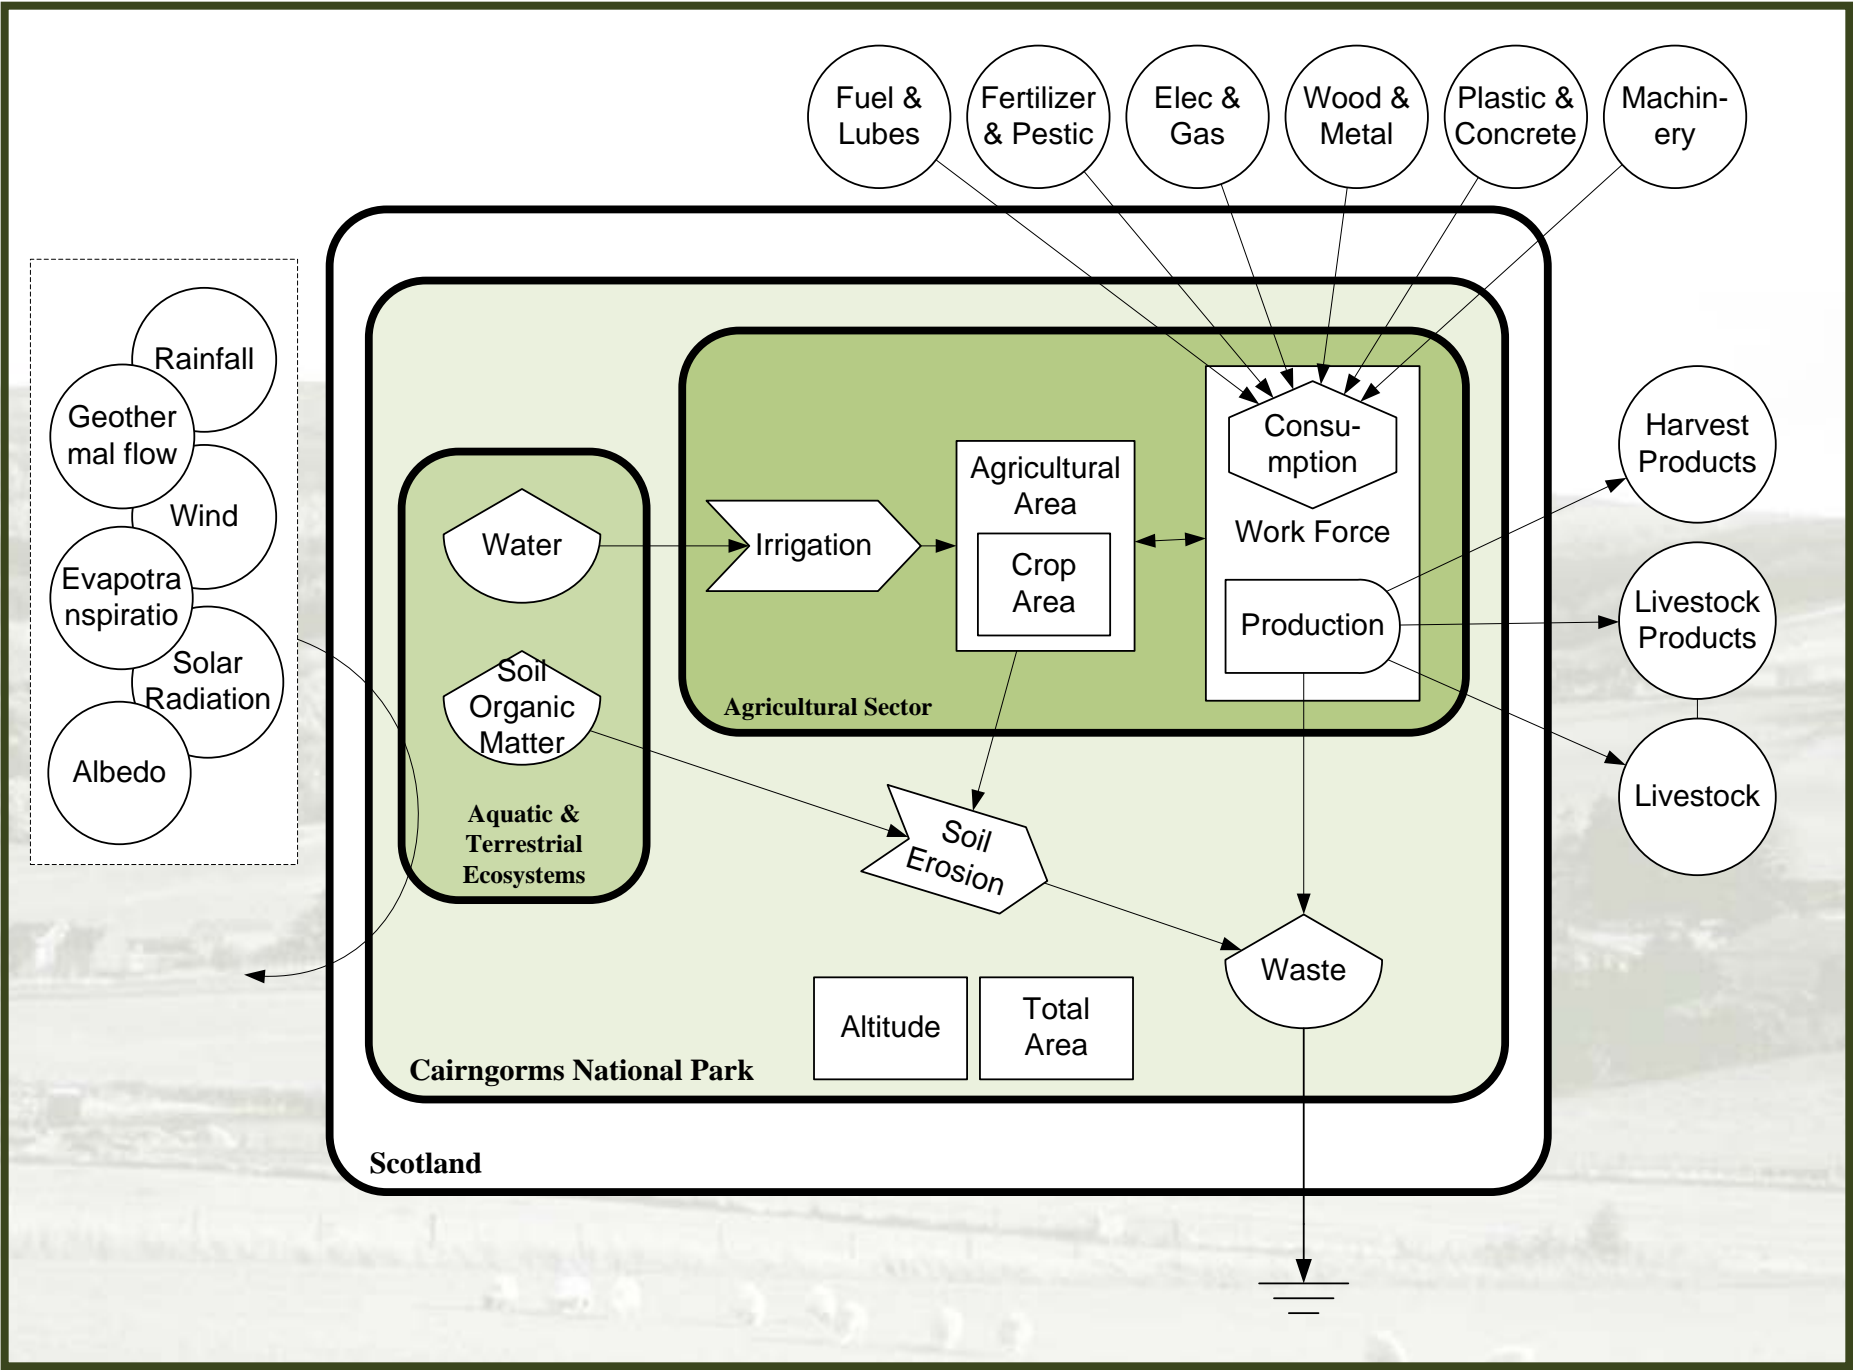 Fuel &
Lubes
Fertilizer
& Pestic
Elec &
Gas
Wood &
Metal
Plastic &
Concrete
Machin-
ery
Rainfall
Geother
mal flow
Wind
Evapotra
nspiratio
Solar
Radiation
Albedo
Water
Soil
Organic
Matter
Aquatic &
Terrestrial
Ecosystems
Irrigation
Agricultural
Area
Crop
Area
Consu-
mption
Work Force
Production
Agricultural Sector
Harvest
Products
Livestock
Products
Livestock
Soil
Erosion
Waste
Altitude
Total
Area
Cairngorms National Park
Scotland